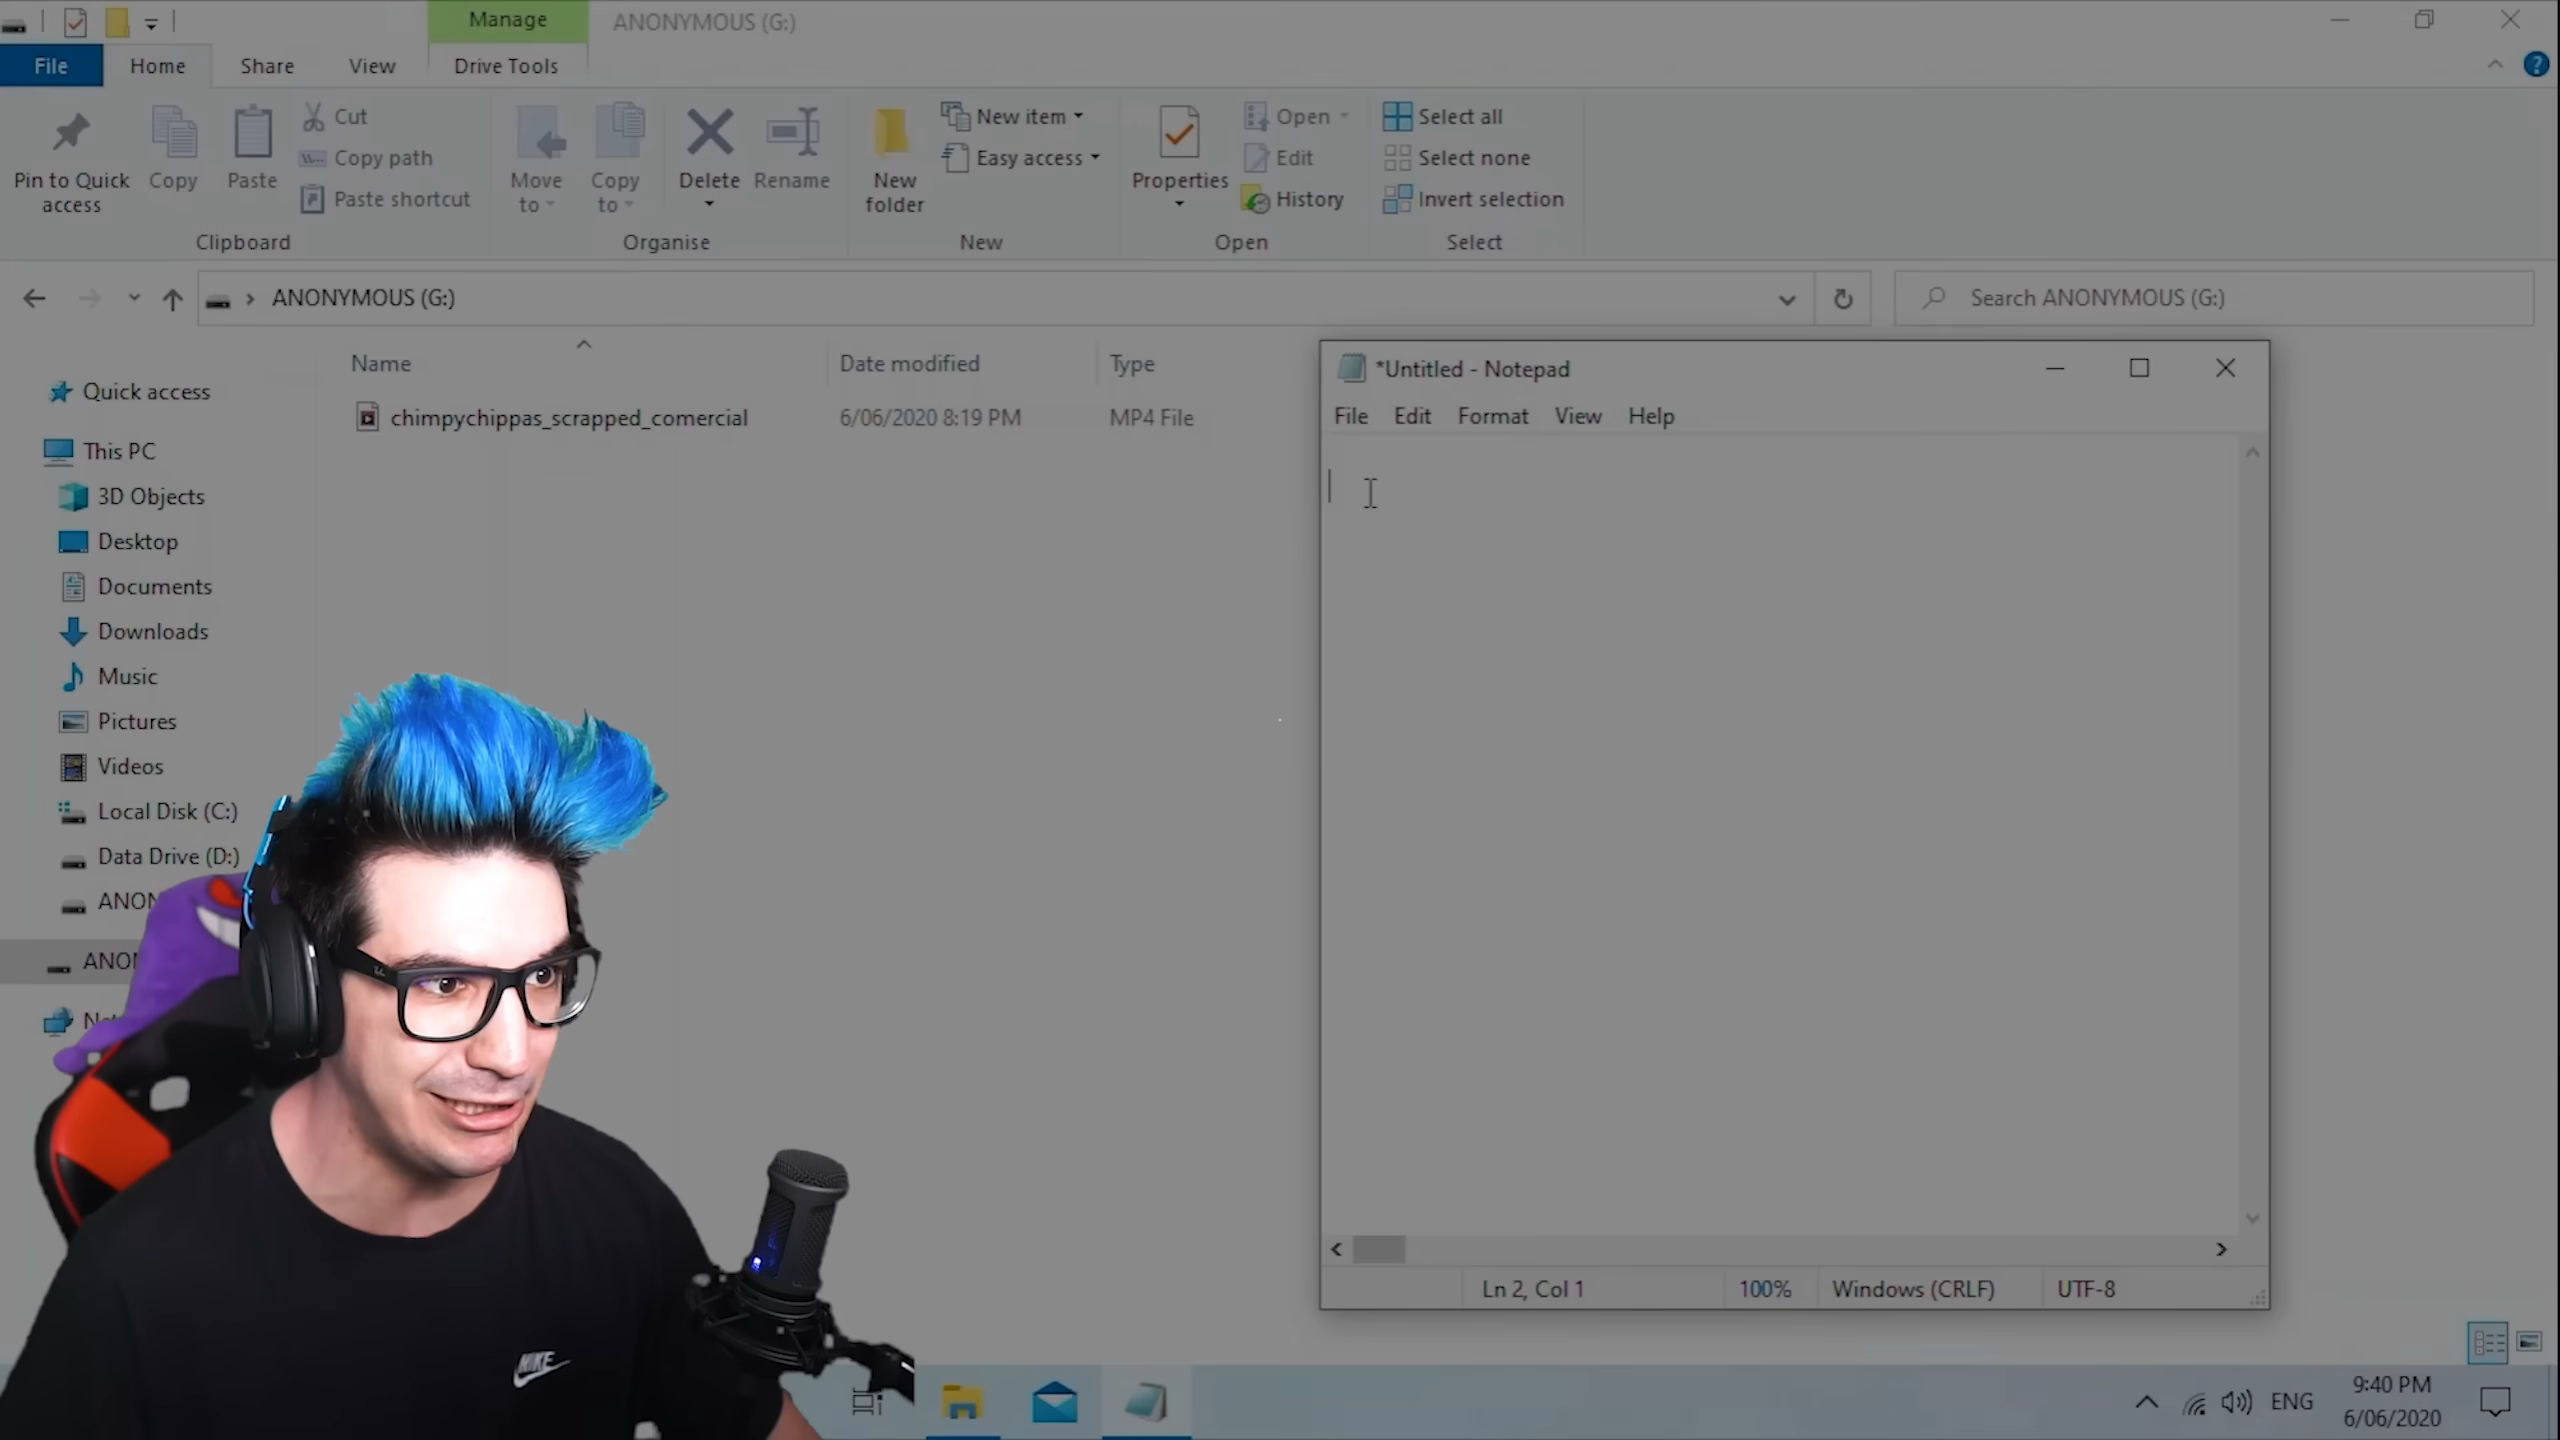 Manage
ANONYMOUS (G:)
File
Home
Share
View
Drive Tools
Pin to Quick
access
Copy
Paste
Cut
Copy path
Paste shortcut
Clipboard
Move
to
Copy
to
Delete
Rename
Organise
New
folder
New item
Easy access
New
Properties
Open
Edit
History
Open
Select all
Select none
Invert selection
Select
ANONYMOUS (G:)
Search ANONYMOUS (G:)
Name
Date modified
Type
chimpychippas_scrapped_comercial
6/06/2020 8:19 PM
MP4 File
Quick access
This PC
3D Objects
Desktop
Documents
Downloads
Music
Pictures
Videos
Local Disk (C:)
Data Drive (D:)
*Untitled - Notepad
File
Edit
Format
View
Help
Ln 2, Col 1
100%
Windows (CRLF)
UTF-8
NIKE
ENG
9:40 PM
6/06/2020